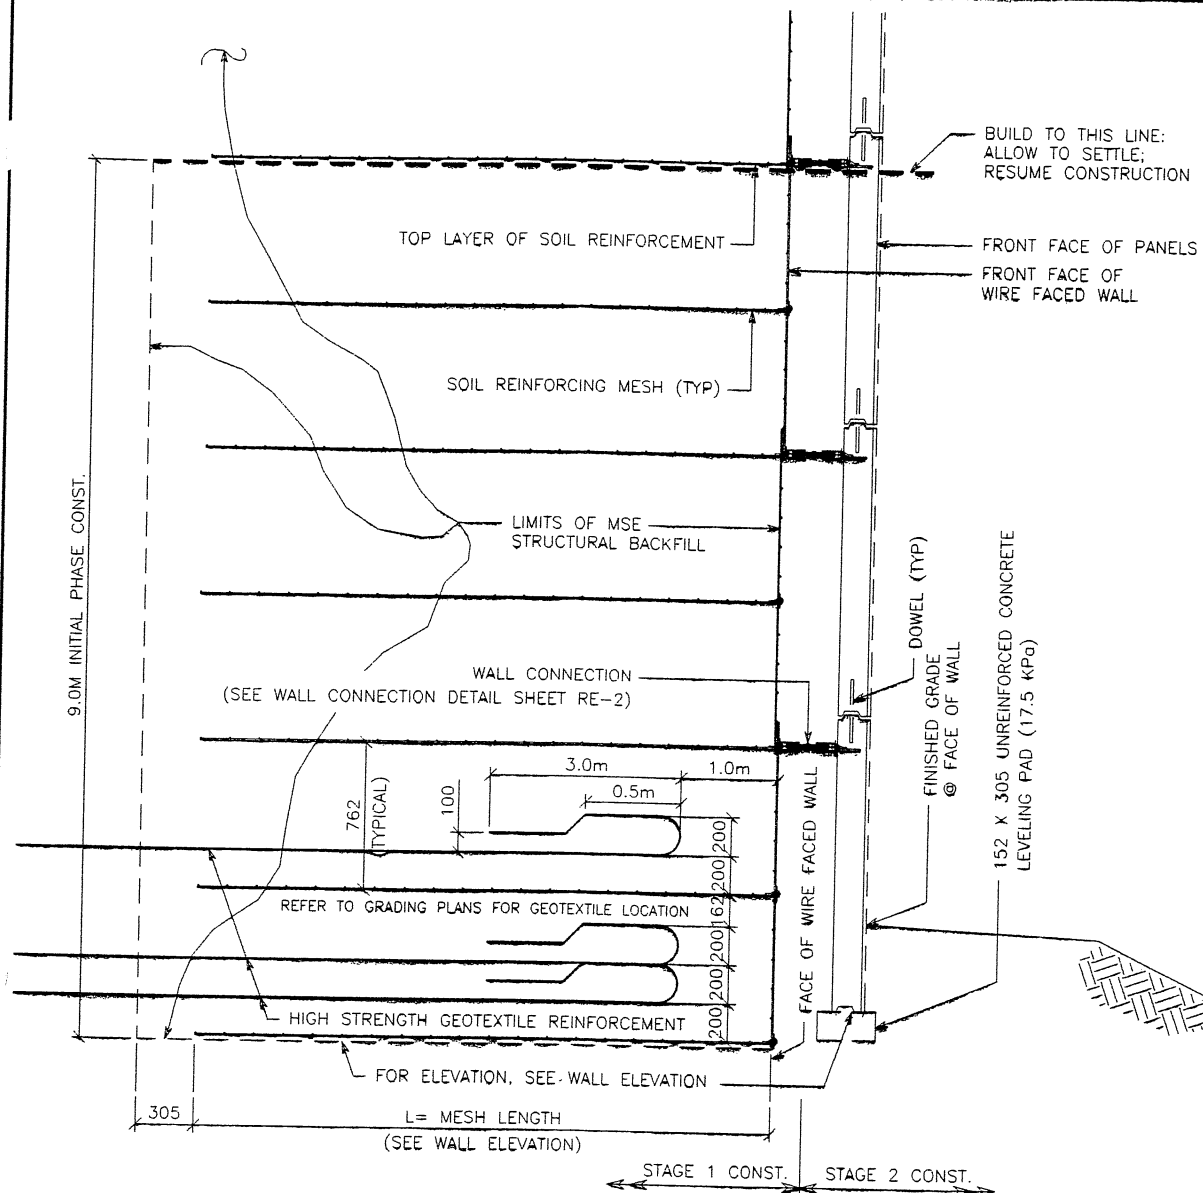 BUILD TO THIS LINE:
ALLOW TO SETTLE;
RESUME CONSTRUCTION
TOP LAYER OF SOIL REINFORCEMENT
FRONT FACE OF PANELS
FRONT FACE OF
WIRE FACED WALL
SOIL REINFORCING MESH (TYP)
9.0M INITIAL PHASE CONST.
LIMITS OF MSE
STRUCTURAL BACKFILL
DOWEL (TYP)
FINISHED GRADE
@ FACE OF WALL
152 X 305 UNREINFORCED CONCRETE
LEVELING PAD (17.5 KPa)
WALL CONNECTION
(SEE WALL CONNECTION DETAIL SHEET RE-2)
3.0m
1.0m
0.5m
762
(TYPICAL)
100
200
200
162
200
200
200
FACE OF WIRE FACED WALL
REFER TO GRADING PLANS FOR GEOTEXTILE LOCATION
HIGH STRENGTH GEOTEXTILE REINFORCEMENT
FOR ELEVATION, SEE WALL ELEVATION
305
L= MESH LENGTH
(SEE WALL ELEVATION)
STAGE 1 CONST.
STAGE 2 CONST.